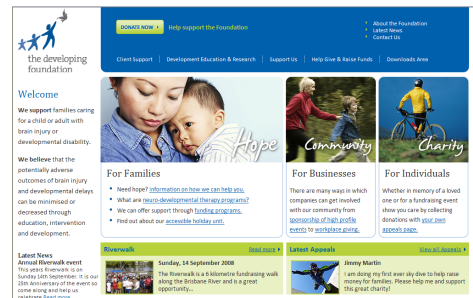 the developing
foundation
DONATE NOW
Help support the Foundation
About the Foundation
Latest News
Contact Us
Client Support
Development Education & Research
Support Us
Help Give & Raise Funds
Downloads Area
Welcome
We support families caring
for a child or adult with
brain injury or
developmental disability.
We believe that the
potentially adverse
outcomes of brain injury
and developmental delays
can be minimised or
decreased through
education, intervention
and development.
Latest News
Annual Riverwalk event
This years Riverwalk is on
Sunday 14th September. It is our
25th Anniversary of the event so
come along and help us
celebrate Read more
Hope
For Families
Need hope? Information on how we can help you.
What are neuro-developmental therapy programs?
We can offer support through funding programs.
Find out about our accessible holiday unit.
Community
For Businesses
There are many ways in which
companies can get involved
with our community from
sponsorship of high profile
events to workplace giving.
Charity
For Individuals
Whether in memory of a loved
one or for a fundraising event
show you care by collecting
donations with your own
appeals page.
Riverwalk
Read more
Sunday, 14 September 2008
The Riverwalk is a 6 kilometre fundraising walk
along the Brisbane River and is a great
opportunity...
Latest Appeals
View all Appeals
Jimmy Martin
I am doing my first ever sky dive to help raise
money for families. Please help me and support
this great charity!